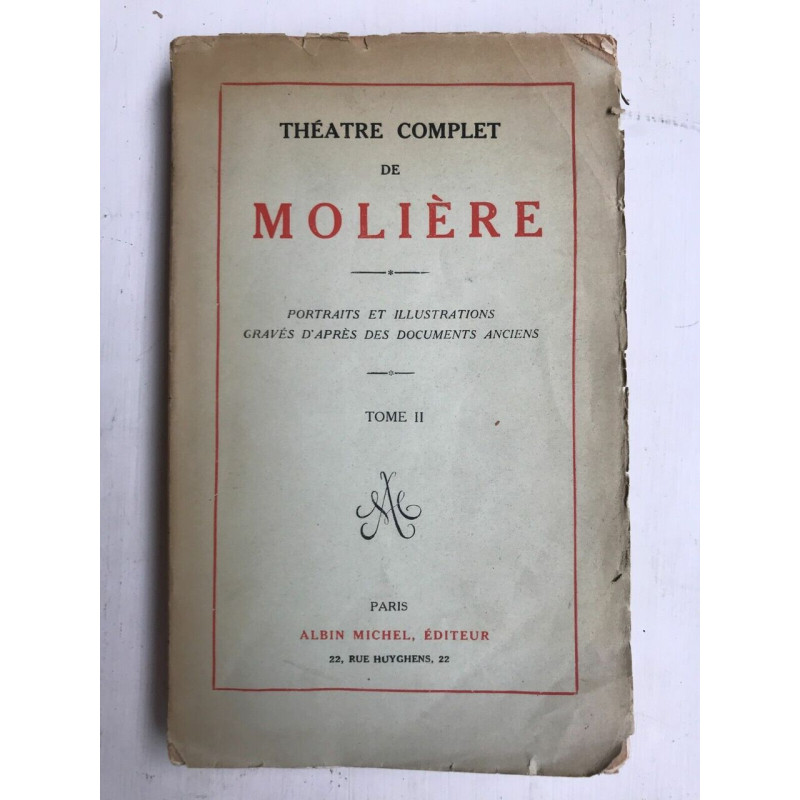 THÉATRE COMPLET
DE
MOLIÈRE
PORTRAITS ET ILLUSTRATIONS
GRAVÉS D'APRÈS DES DOCUMENTS ANCIENS
TOME II
PARIS
ALBIN MICHEL, ÉDITEUR
22, RUE HUYGHENS, 22